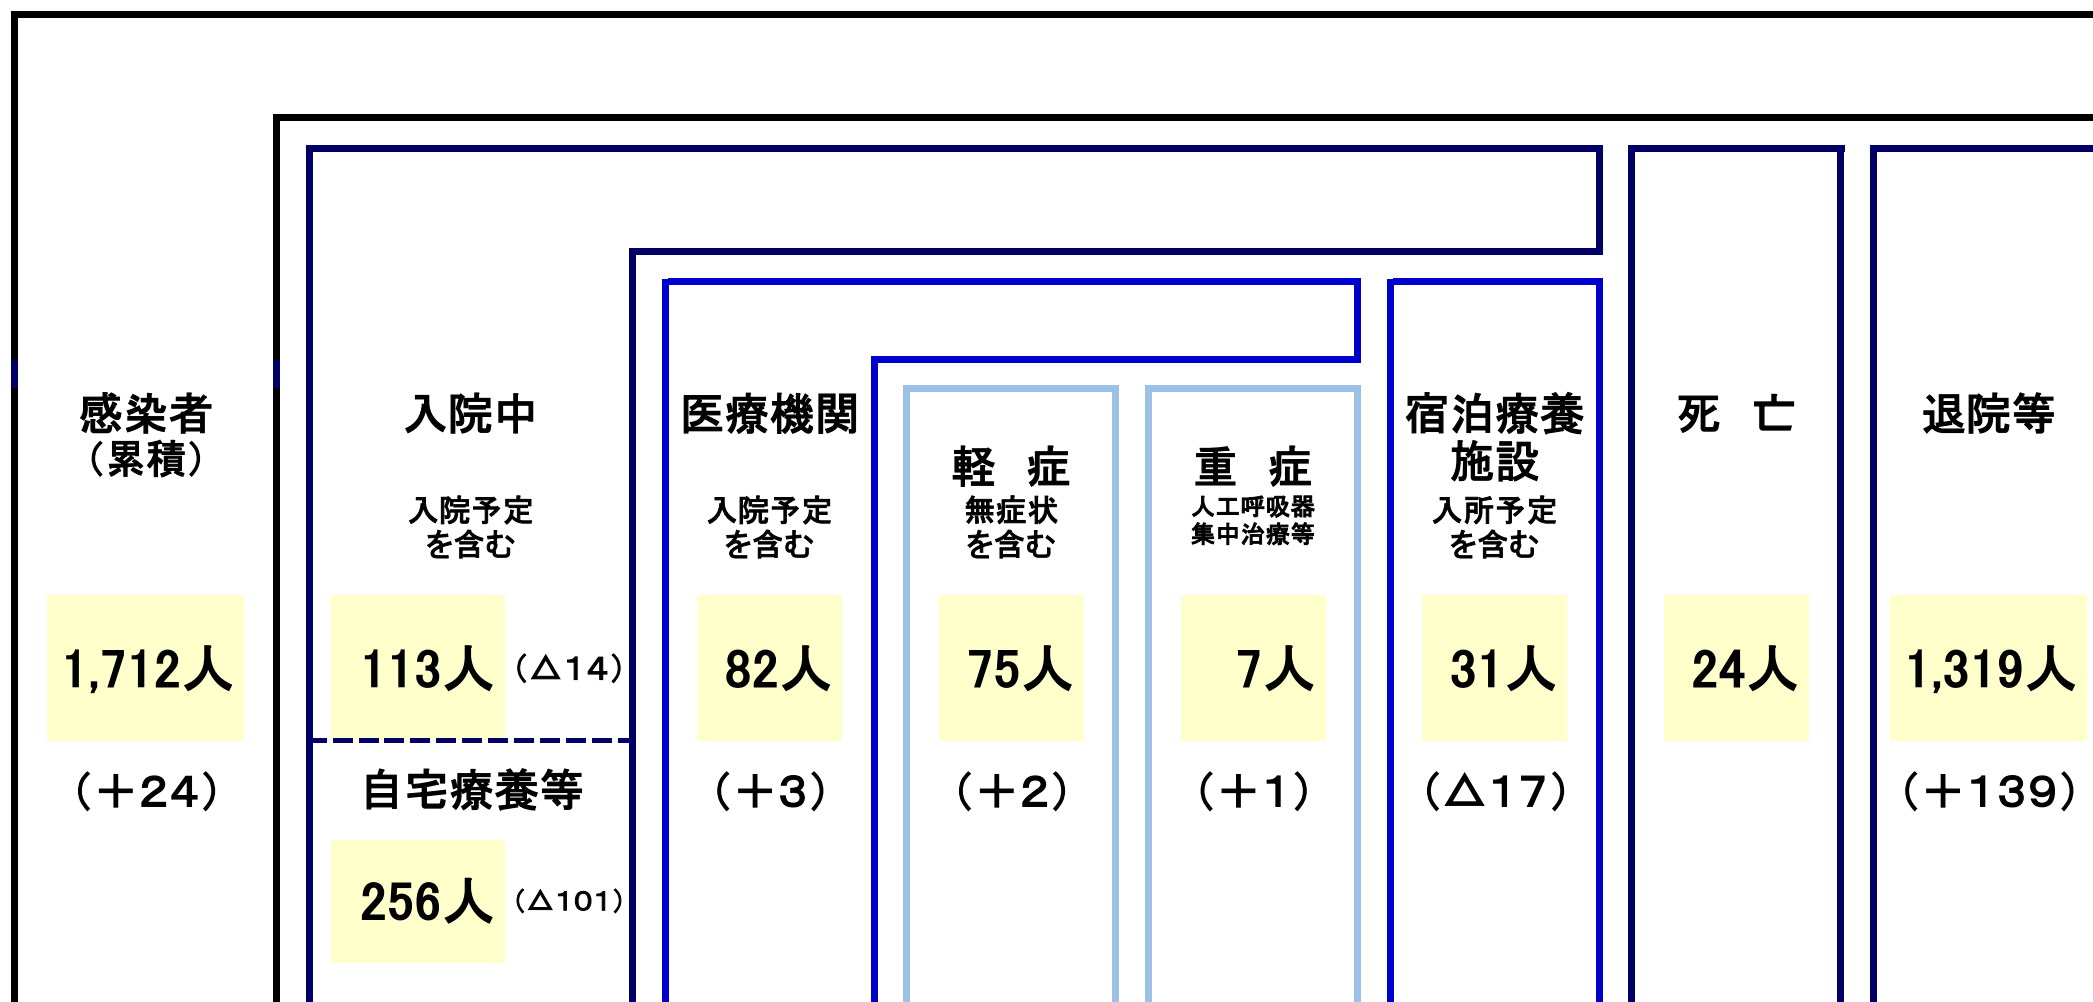 感染者
（累積）
1,712人
（＋24）
入院中
入院予定
を含む
113人（△14）
自宅療養等
256人（△101）
医療機関
入院予定
を含む
82人
（＋3）
軽　症
無症状
を含む
75人
（＋2）
重　症
人工呼吸器
集中治療等
7人
（＋1）
宿泊療養
施設
入所予定
を含む
31人
（△17）
死　亡
24人
退院等
1,319人
（＋139）